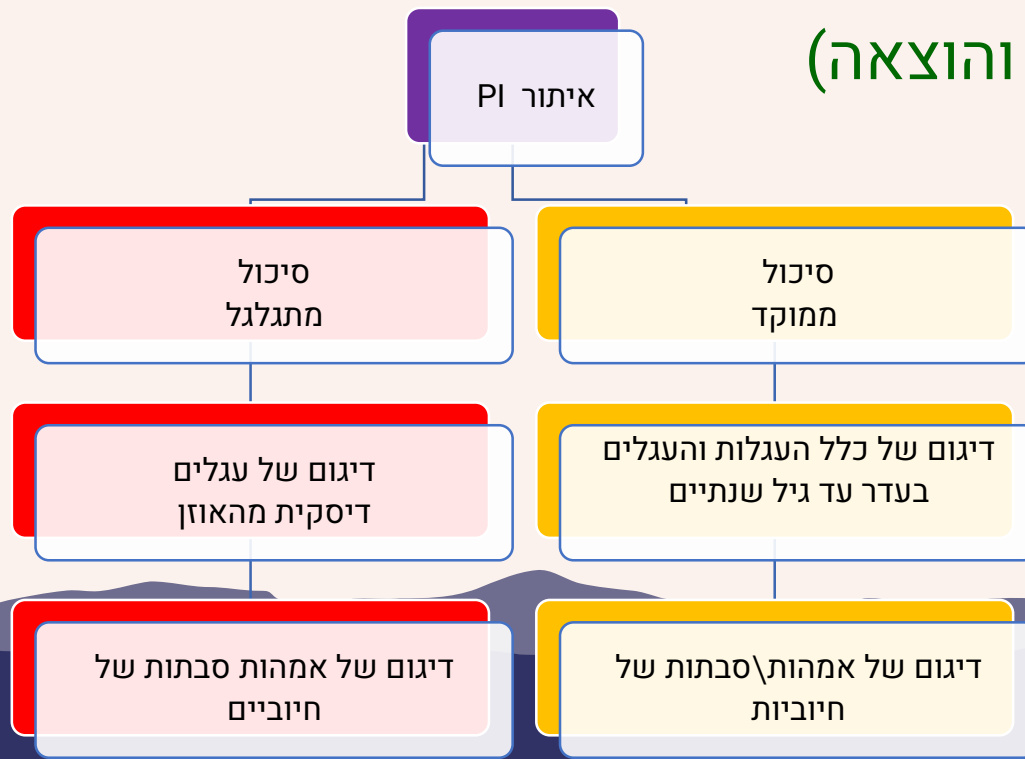 והוצאה)
איתור PI
סיכול
ממוקד
סיכול
מתגלגל
דיגום של כלל העגלות והעגלים
בעדר עד גיל שנתיים
דיגום של עגלים
דיסקית מהאוזן
דיגום של אמהות\סבתות של
חיוביות
דיגום של אמהות סבתות של
חיוביים